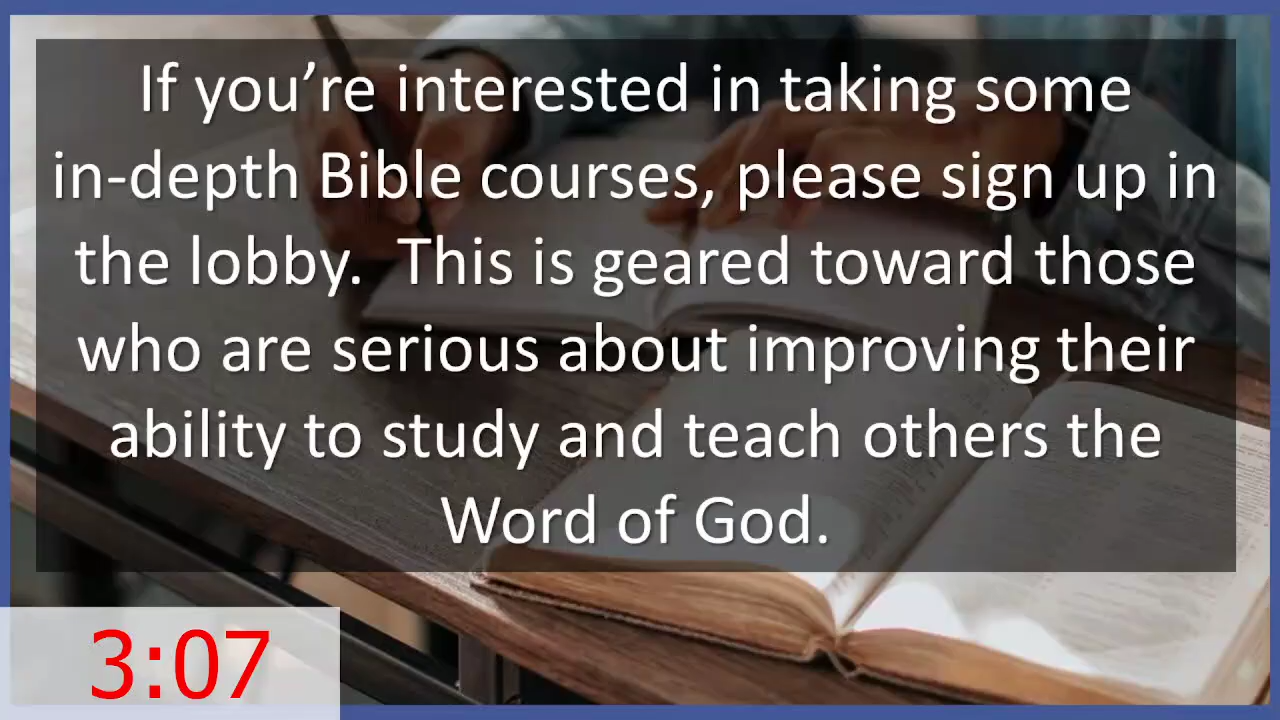 If you’re interested in taking some
in-depth Bible courses, please sign up in
the lobby.  This is geared toward those
who are serious about improving their
ability to study and teach others the
Word of God.
3:07